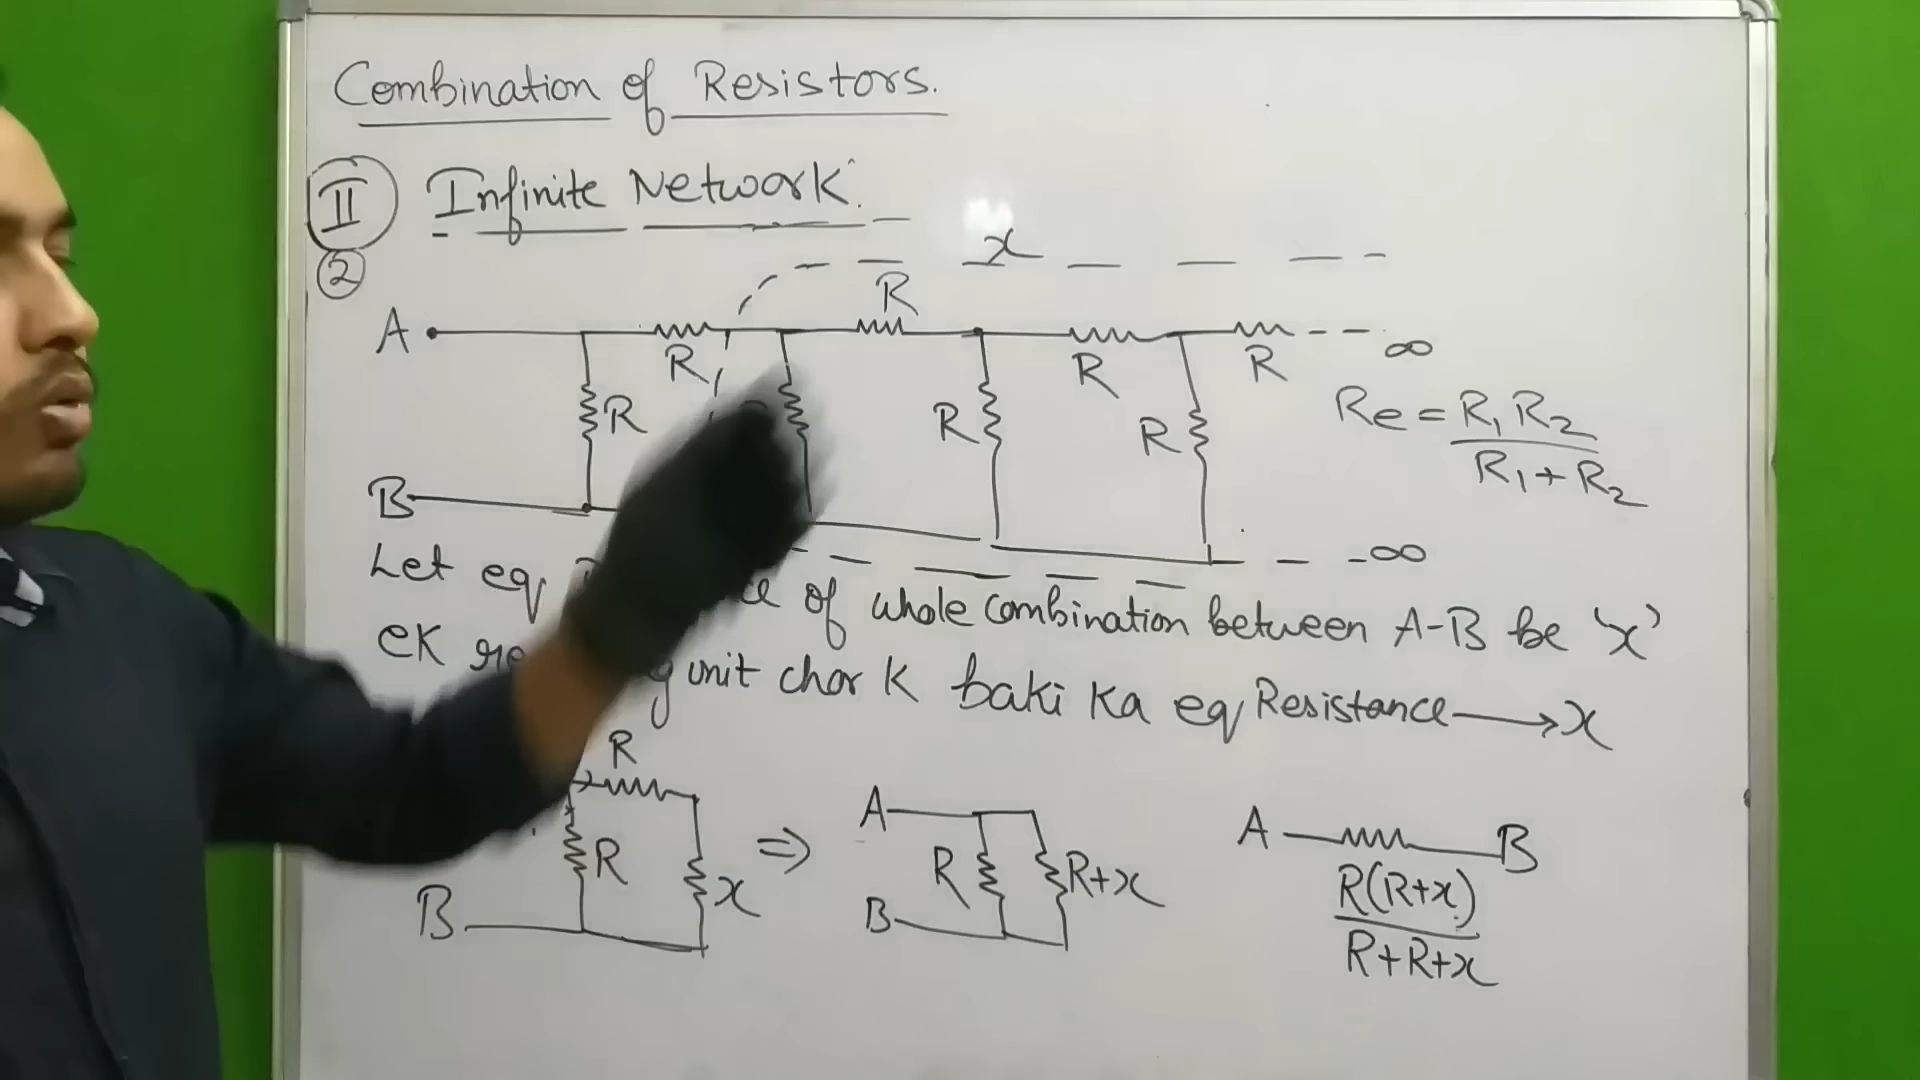 Combination of Resistors.
II Infinite Network.
2
x
R
A
R R R ∞
R R R
Re = R1 R2
R1 + R2
B
∞
Let eq of whole combination between A-B be 'x'
eK unit chor K baki Ka eq Resistance → x
R
R x
B
⇒
A
R R+x
B
A B
R(R+x)
R+R+x